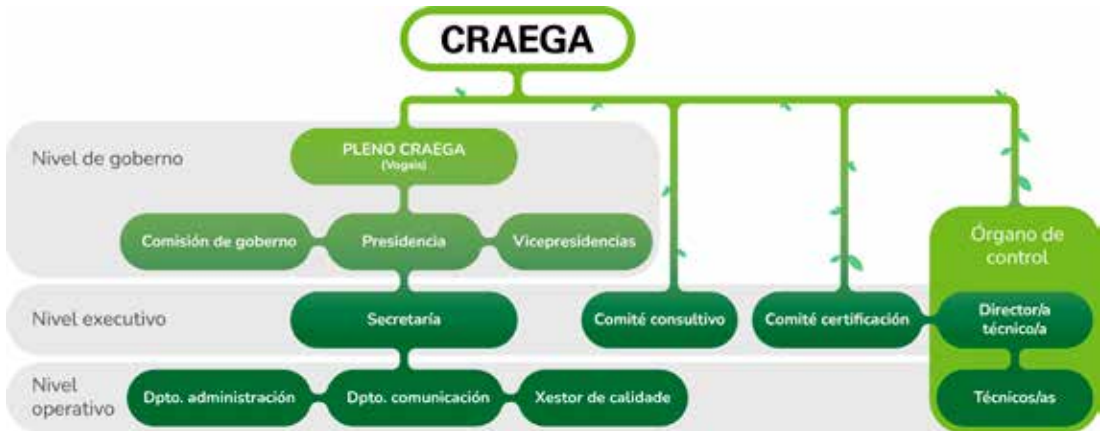 CRAEGA
Nivel de goberno
PLENO CRAEGA
(Vogais)
Comisión de goberno
Presidencia
Vicepresidencias
Órgano de
control
Nivel executivo
Secretaría
Comité consultivo
Comité certificación
Director/a
técnico/a
Nivel
operativo
Dpto. administración
Dpto. comunicación
Xestor de calidade
Técnicos/as